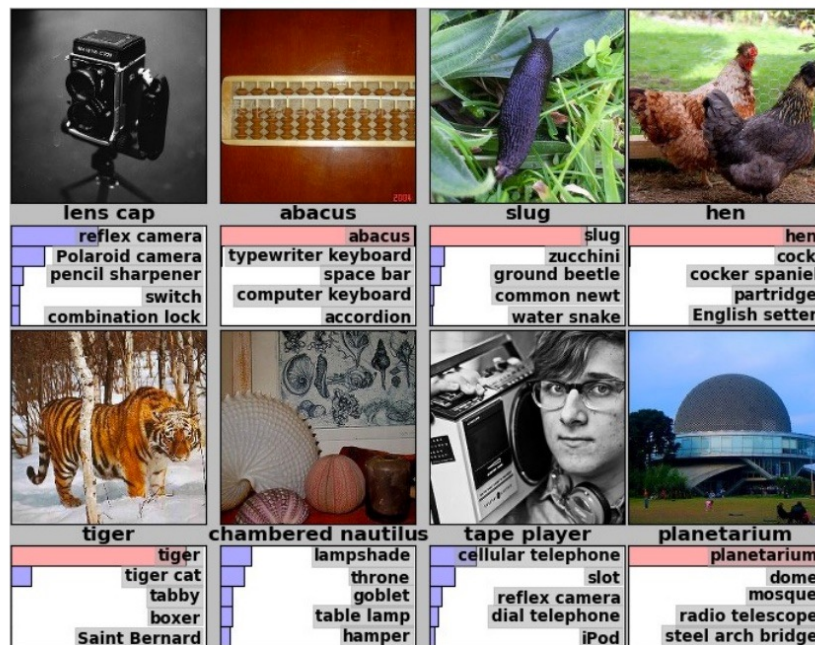 2004
lens cap
abacus
slug
hen
reflex camera
Polaroid camera
pencil sharpener
switch
combination lock
abacus
typewriter keyboard
space bar
computer keyboard
accordion
slug
zucchini
ground beetle
common newt
water snake
hen
cock
cocker spaniel
partridge
English setter
tiger
chambered nautilus
tape player
planetarium
tiger
tiger cat
tabby
boxer
Saint Bernard
lampshade
throne
goblet
table lamp
hamper
cellular telephone
slot
reflex camera
dial telephone
iPod
planetarium
dome
mosque
radio telescope
steel arch bridge